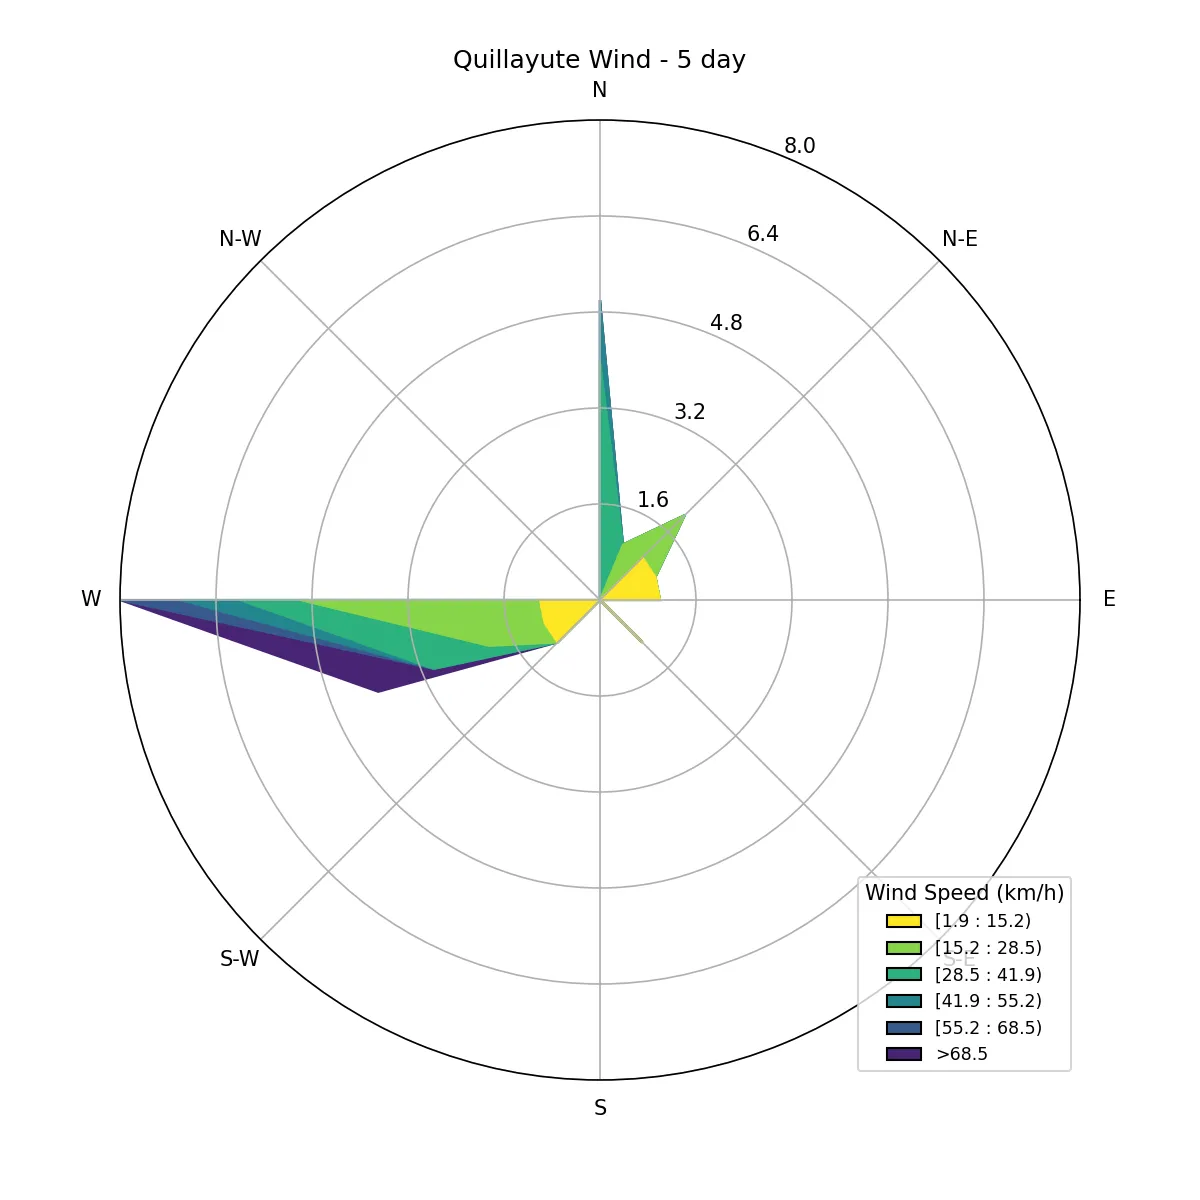 Quillayute Wind - 5 day
N
8.0
N-W
6.4
N-E
4.8
3.2
1.6
W
E
S-W
S-E
S
Wind Speed (km/h)
[1.9 : 15.2)
[15.2 : 28.5)
[28.5 : 41.9)
[41.9 : 55.2)
[55.2 : 68.5)
>68.5